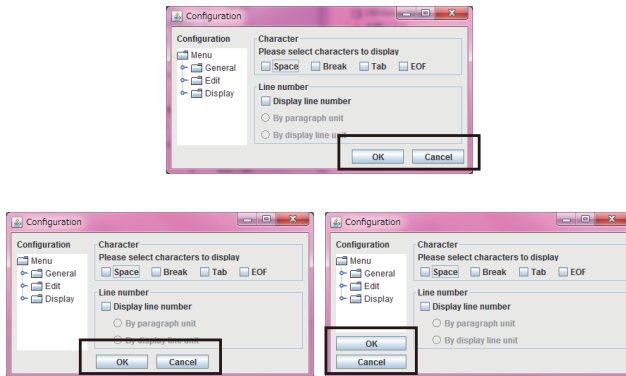 Configuration
Configuration
Menu
General
Edit
Display
Character
Please select characters to display
Space Break Tab EOF
Line number
Display line number
By paragraph unit
By display line unit
OK Cancel
Configuration
Configuration
Menu
General
Edit
Display
Character
Please select characters to display
Space Break Tab EOF
Line number
Display line number
By paragraph unit
By display line unit
OK Cancel
Configuration
Configuration
Menu
General
Edit
Display
Character
Please select characters to display
Space Break Tab EOF
Line number
Display line number
By paragraph unit
By display line unit
OK
Cancel